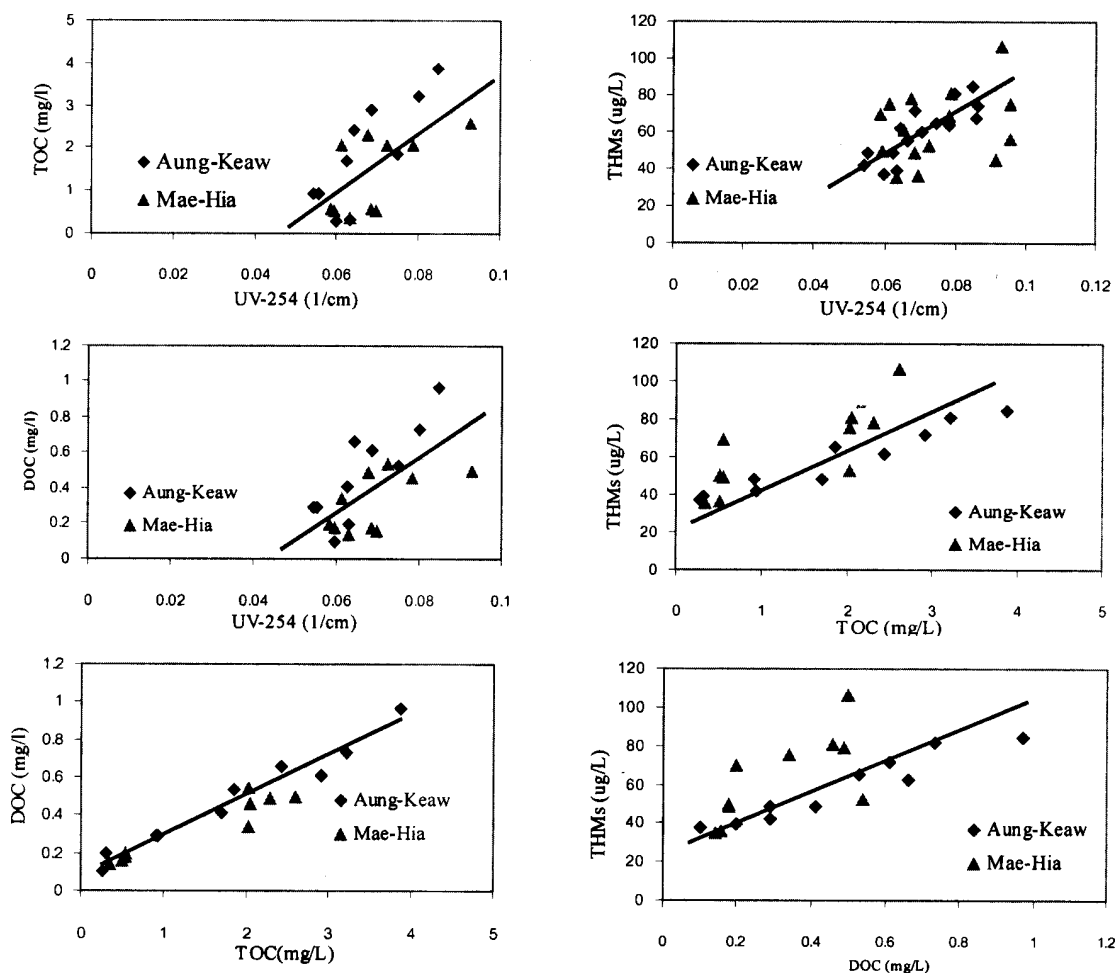 5
4
3
2
1
0
TOC (mg/l)
Aung-Keaw
Mae-Hia
0 0.02 0.04 0.06 0.08 0.1
UV-254 (1/cm)
120
100
80
60
40
20
0
THMs (ug/L)
Aung-Keaw
Mae-Hia
0 0.02 0.04 0.06 0.08 0.1 0.12
UV-254 (1/cm)
1.2
1
0.8
0.6
0.4
0.2
0
DOC (mg/l)
Aung-Keaw
Mae-Hia
0 0.02 0.04 0.06 0.08 0.1
UV-254 (1/cm)
120
100
80
60
40
20
0
THMs (ug/L)
Aung-Keaw
Mae-Hia
0 1 2 3 4 5
TOC (mg/L)
1.2
1
0.8
0.6
0.4
0.2
0
DOC (mg/l)
Aung-Keaw
Mae-Hia
0 1 2 3 4 5
TOC(mg/L)
120
100
80
60
40
20
0
THMs (ug/L)
Aung-Keaw
Mae-Hia
0 0.2 0.4 0.6 0.8 1 1.2
DOC (mg/L)